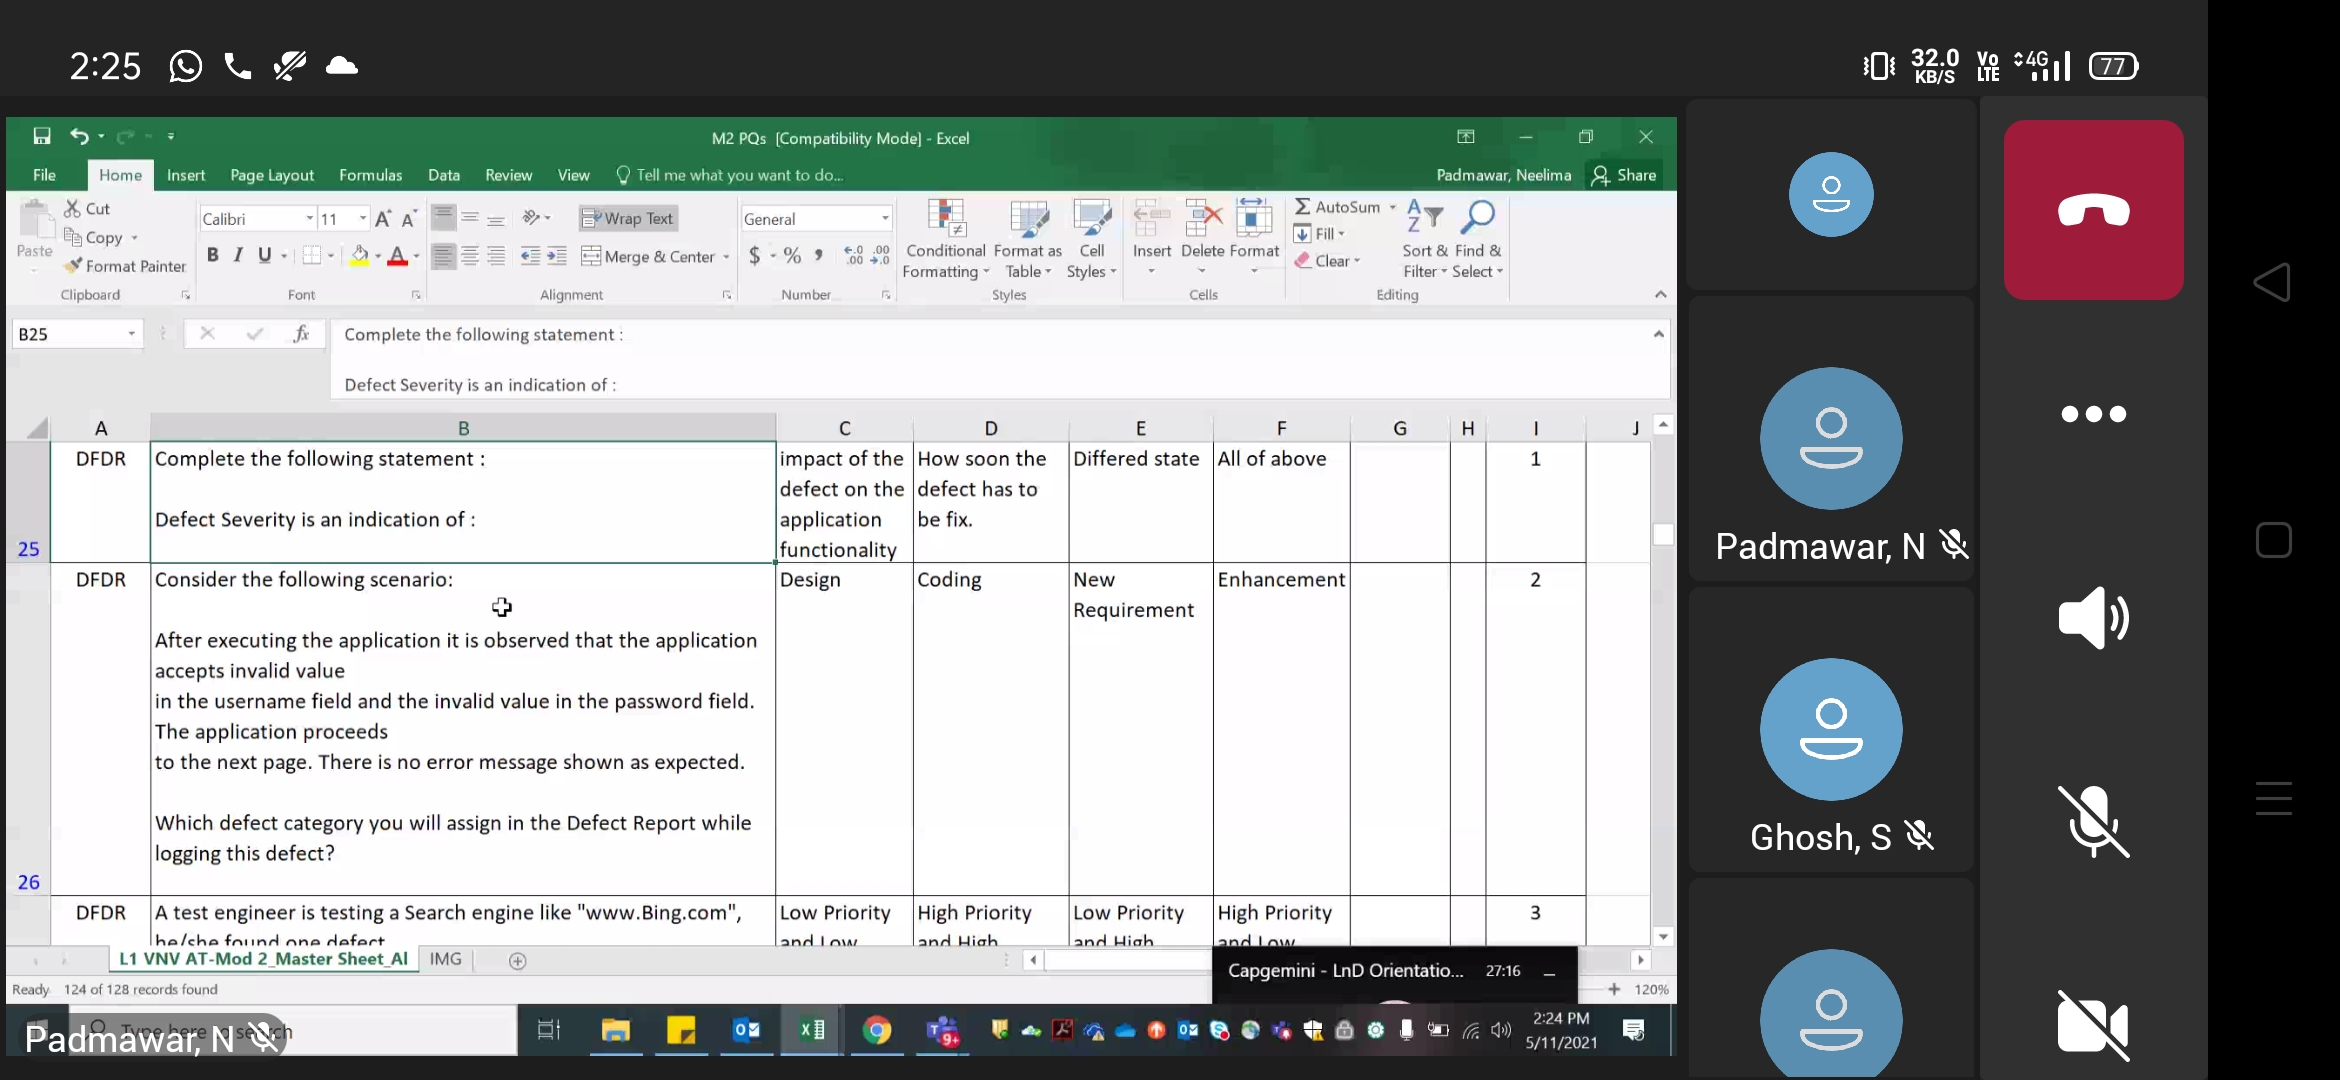 2:25
32.0
KB/S
Vo
LTE
4G
77
M2 PQs [Compatibility Mode] - Excel
File Home Insert Page Layout Formulas Data Review View Tell me what you want to do...
Padmawar, Neelima Share
Paste
Cut
Copy
Format Painter
Clipboard
Calibri 11 A A
B I U A
Font
Wrap Text
Merge & Center
Alignment
General
$ % ,
Number
Conditional Formatting
Format as Table
Cell Styles
Styles
Insert Delete Format
Cells
AutoSum
Fill
Clear
Sort & Filter
Find & Select
Editing
B25
fx
Complete the following statement :
Defect Severity is an indication of :
A B C D E F G H I J
25
DFDR
Complete the following statement :
Defect Severity is an indication of :
impact of the
defect on the
application
functionality
How soon the
defect has to
be fix.
Differed state
All of above
1
26
DFDR
Consider the following scenario:
After executing the application it is observed that the application
accepts invalid value
in the username field and the invalid value in the password field.
The application proceeds
to the next page. There is no error message shown as expected.
Which defect category you will assign in the Defect Report while
logging this defect?
Design
Coding
New
Requirement
Enhancement
2
DFDR
A test engineer is testing a Search engine like "www.Bing.com",
he/she found one defect
Low Priority
and Low
High Priority
and High
Low Priority
and High
High Priority
and Low
3
L1 VNV AT-Mod 2_Master Sheet_Al IMG
Capgemini - LnD Orientatio... 27:16
Ready 124 of 128 records found
120%
Type here to search
Padmawar, N
9+
2:24 PM
5/11/2021
Padmawar, N
Ghosh, S